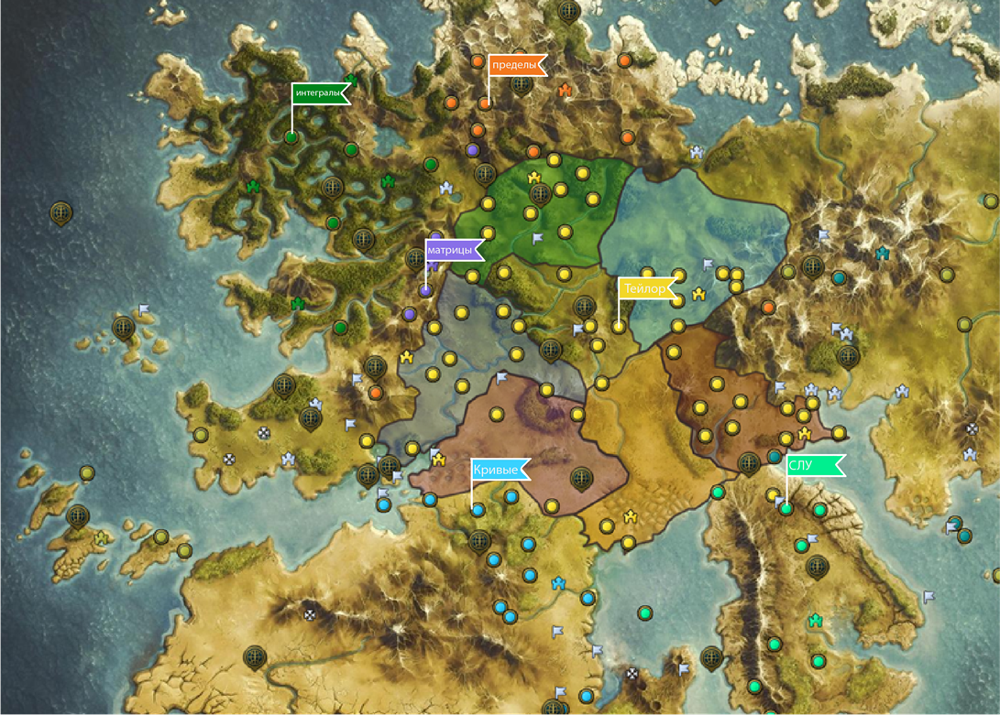 пределы
интегралы
матрицы
Тейлор
Кривые
СЛУ